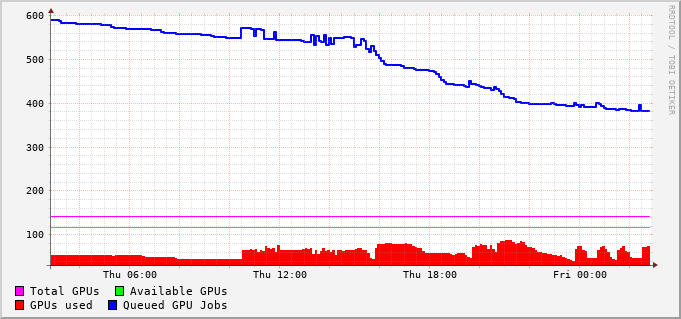 600
500
400
300
200
100
Thu 06:00 Thu 12:00 Thu 18:00 Fri 00:00
Total GPUs Available GPUs
GPUs used Queued GPU Jobs
RRDTOOL / TOBI OETIKER